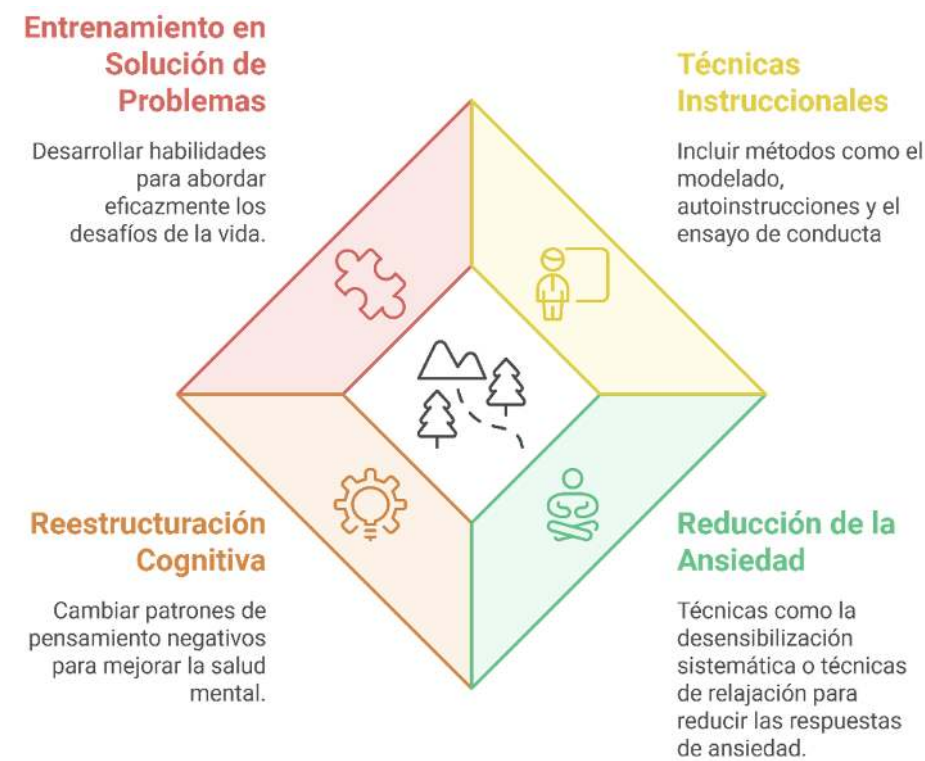 Entrenamiento en
Solución de
Problemas
Desarrollar habilidades
para abordar
eficazmente los
desafíos de la vida.
Técnicas
Instruccionales
Incluir métodos como el
modelado,
autoinstrucciones y el
ensayo de conducta
Reestructuración
Cognitiva
Cambiar patrones de
pensamiento negativos
para mejorar la salud
mental.
Reducción de la
Ansiedad
Técnicas como la
desensibilización
sistemática o técnicas
de relajación para
reducir las respuestas
de ansiedad.